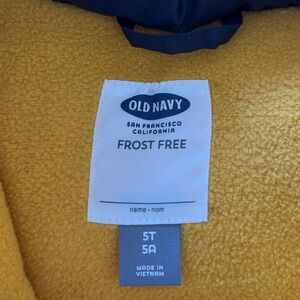 OLD NAVY
SAN FRANCISCO
CALIFORNIA
FROST FREE
name • nom
5T
5A
MADE IN
VIETNAM